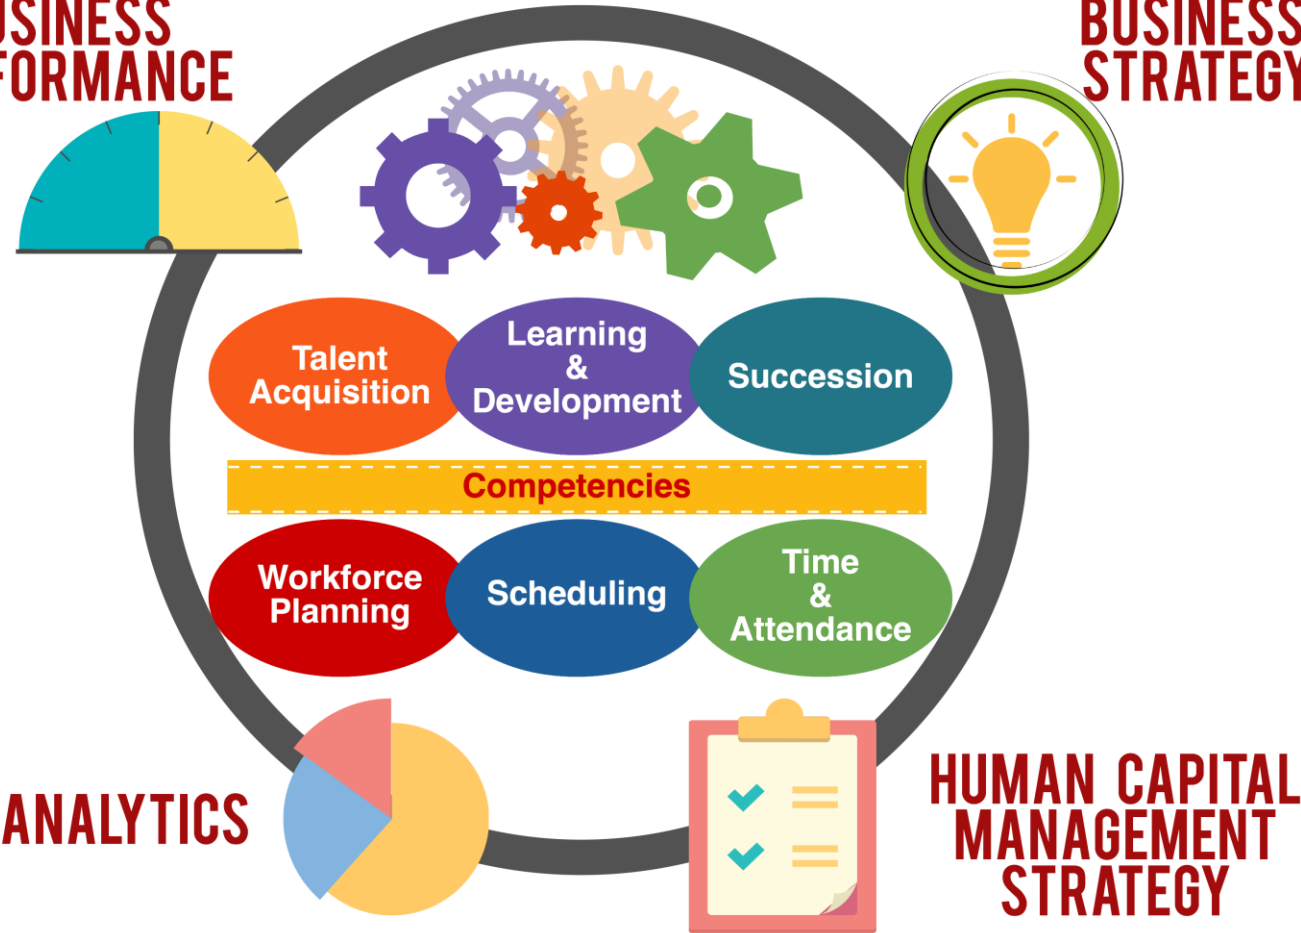 USINESS
FORMANCE
BUSINESS
STRATEGY
Talent
Acquisition
Learning
&
Development
Succession
Competencies
Workforce
Planning
Scheduling
Time
&
Attendance
ANALYTICS
HUMAN CAPITAL
MANAGEMENT
STRATEGY